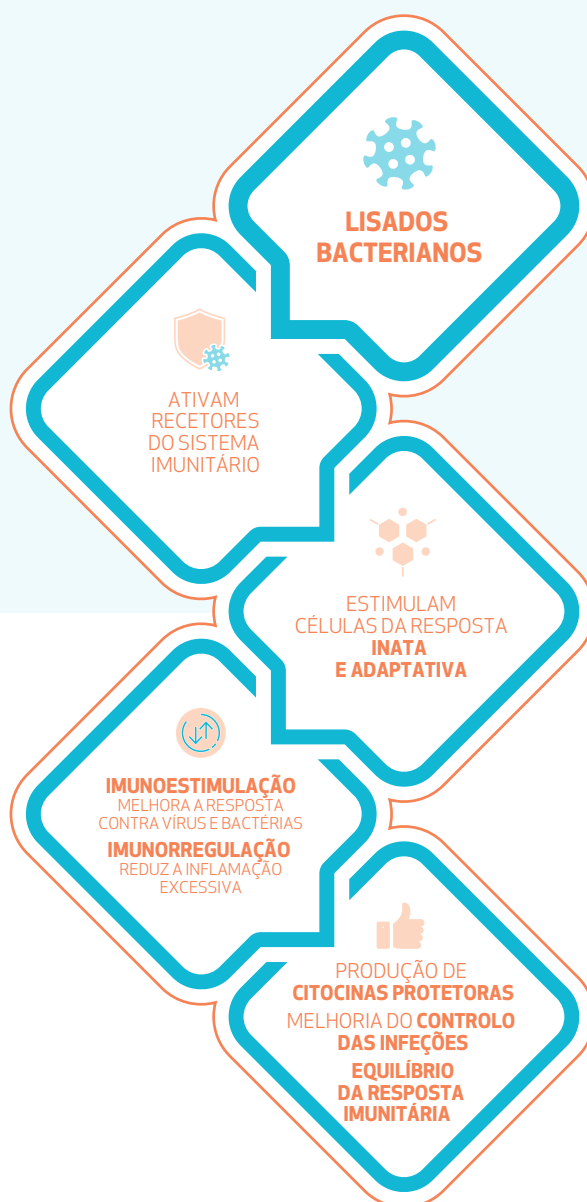 LISADOS
BACTERIANOS
ATIVAM
RECETORES
DO SISTEMA
IMUNITÁRIO
ESTIMULAM
CÉLULAS DA RESPOSTA
INATA
E ADAPTATIVA
IMUNOESTIMULAÇÃO
MELHORA A RESPOSTA
CONTRA VÍRUS E BACTÉRIAS
IMUNORREGULAÇÃO
REDUZ A INFLAMAÇÃO
EXCESSIVA
PRODUÇÃO DE
CITOCINAS PROTETORAS
MELHORIA DO CONTROLO
DAS INFEÇÕES
EQUILÍBRIO
DA RESPOSTA
IMUNITÁRIA